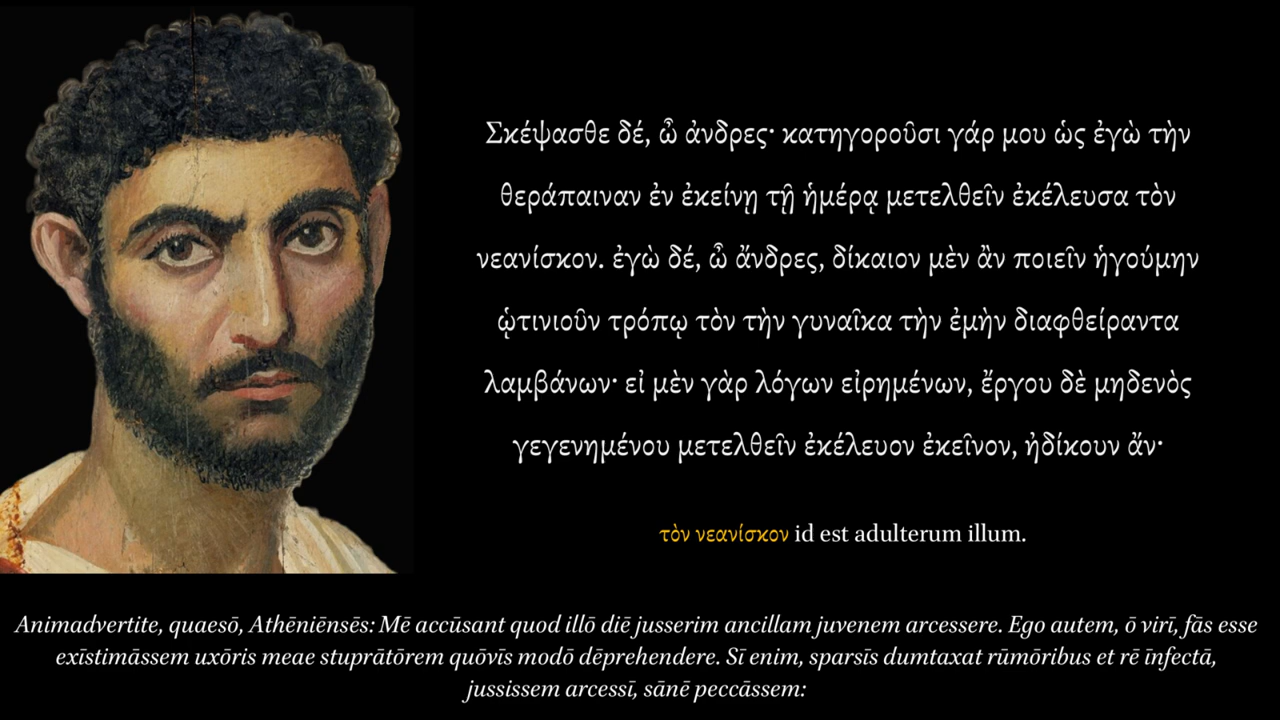 Σκέψασθε δέ, ὦ ἄνδρες· κατηγοροῦσι γάρ μου ὡς ἐγὼ τὴν
θεράπαιναν ἐν ἐκείνῃ τῇ ἡμέρᾳ μετελθεῖν ἐκέλευσα τὸν
νεανίσκον. ἐγὼ δέ, ὦ ἄνδρες, δίκαιον μὲν ἂν ποιεῖν ἡγούμην
ᾡτινιοῦν τρόπῳ τὸν τὴν γυναῖκα τὴν ἐμὴν διαφθείραντα
λαμβάνων· εἰ μὲν γὰρ λόγων εἰρημένων, ἔργου δὲ μηδενὸς
γεγενημένου μετελθεῖν ἐκέλευον ἐκεῖνον, ἠδίκουν ἄν·
τὸν νεανίσκον id est adulterum illum.
Animadvertite, quaesō, Athēniēnsēs: Mē accūsant quod illō diē jusserim ancillam juvenem arcessere. Ego autem, ō virī, fās esse
exīstimāssem uxōris meae stuprātōrem quōvīs modō dēprehendere. Sī enim, sparsīs dumtaxat rūmōribus et rē īnfectā,
jussissem arcessī, sānē peccāssem: